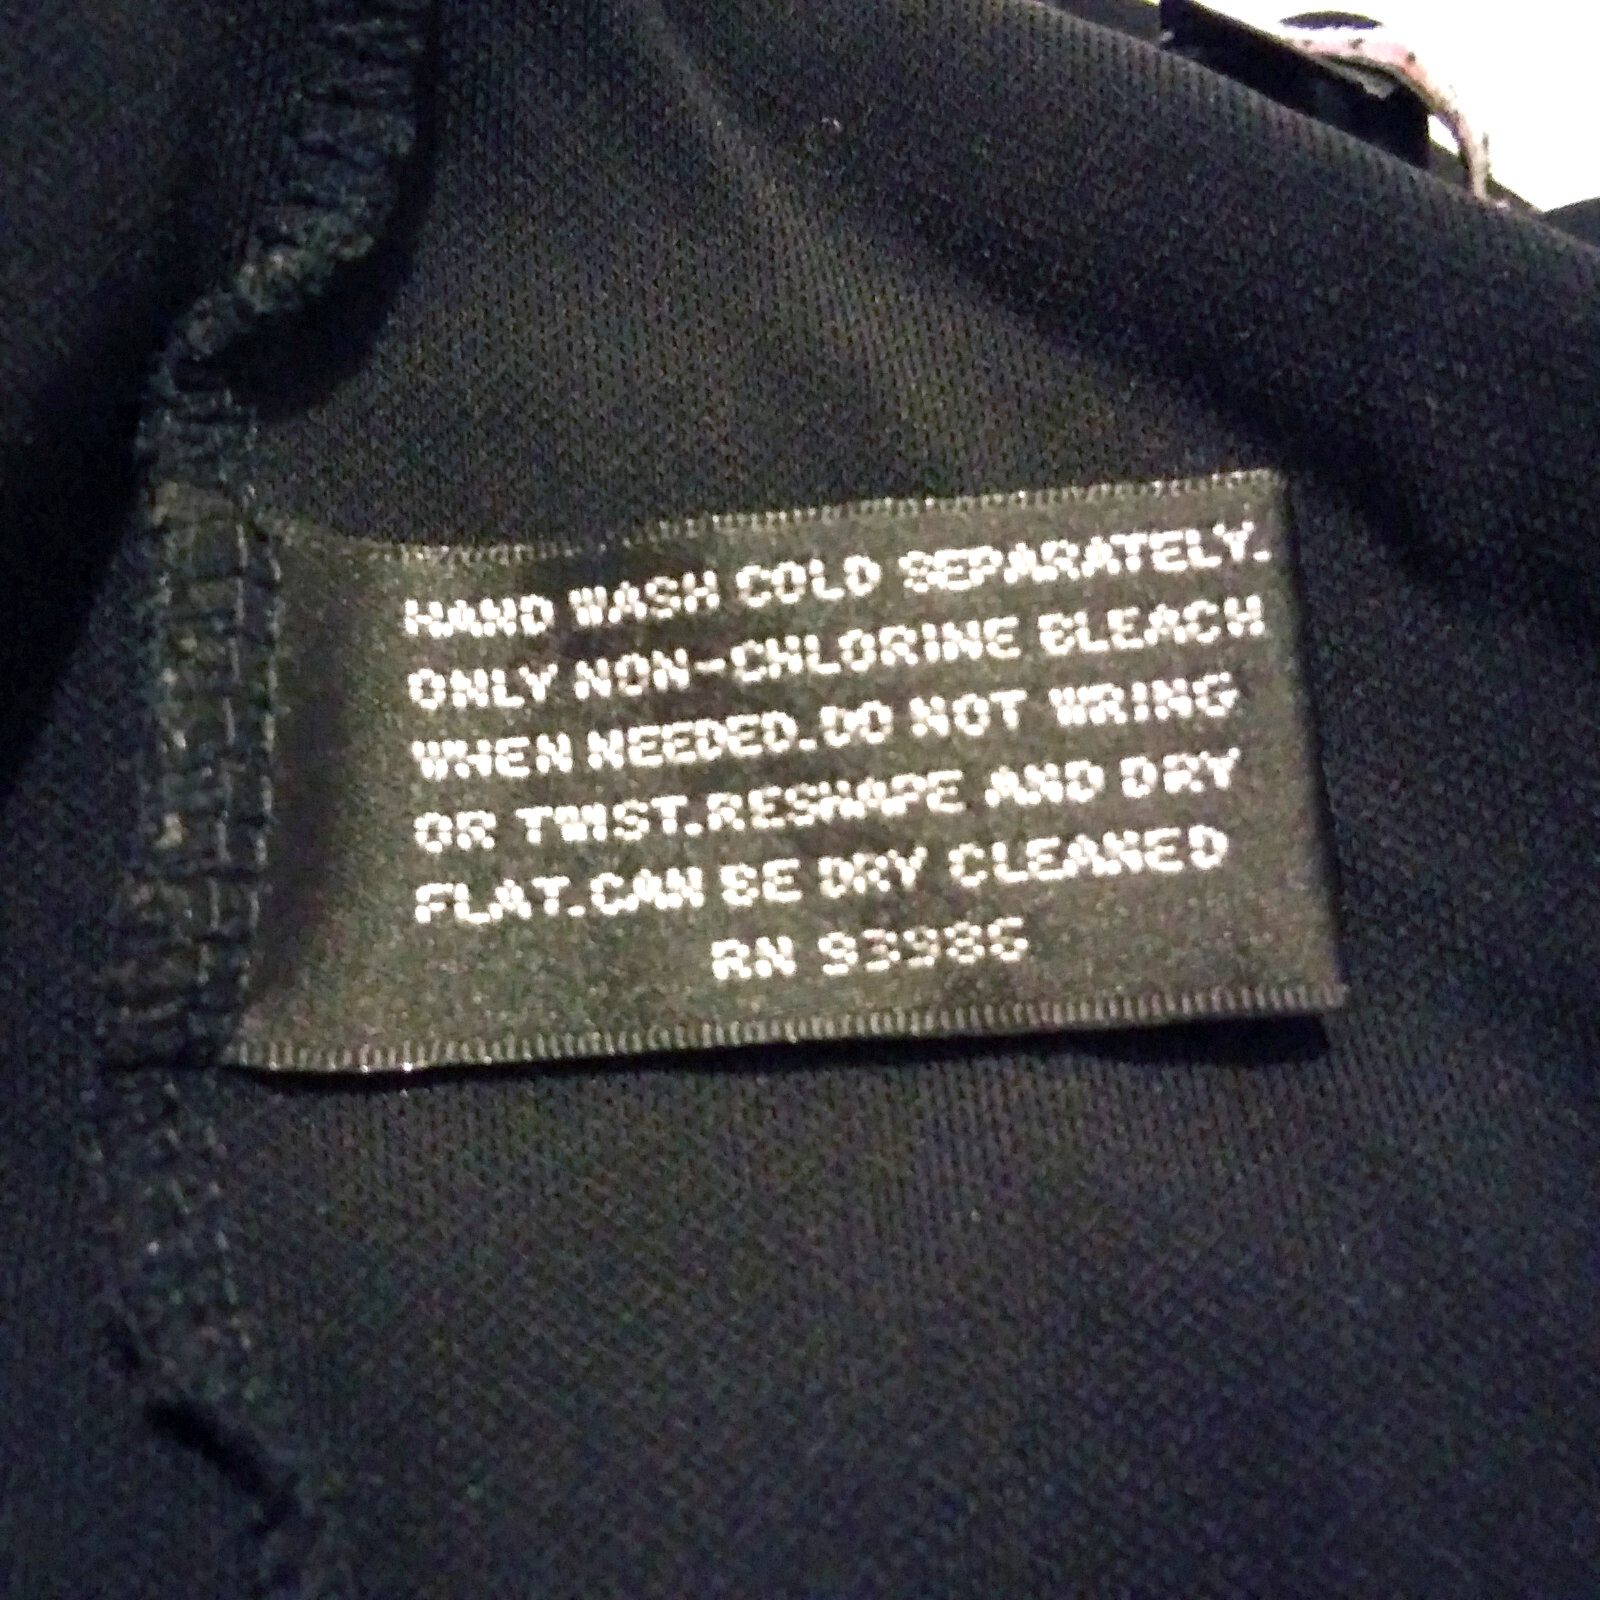 HAND WASH COLD SEPARATELY.
ONLY NON-CHLORINE BLEACH
WHEN NEEDED.DO NOT WRING
OR TWIST.RESHAPE AND DRY
FLAT.CAN BE DRY CLEANED
RN 93986